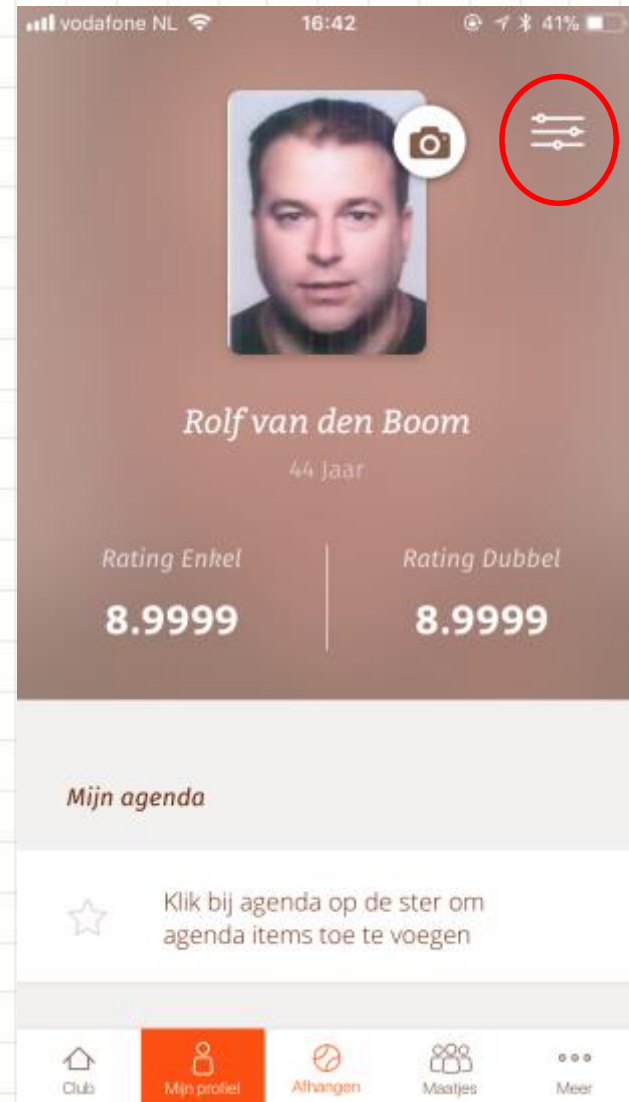 vodafone NL 16:42 41%
Rolf van den Boom
44 Jaar
Rating Enkel Rating Dubbel
8.9999 8.9999
Mijn agenda
Klik bij agenda op de ster om
agenda items toe te voegen
Club Mijn profiel Afhangen Maatjes Meer